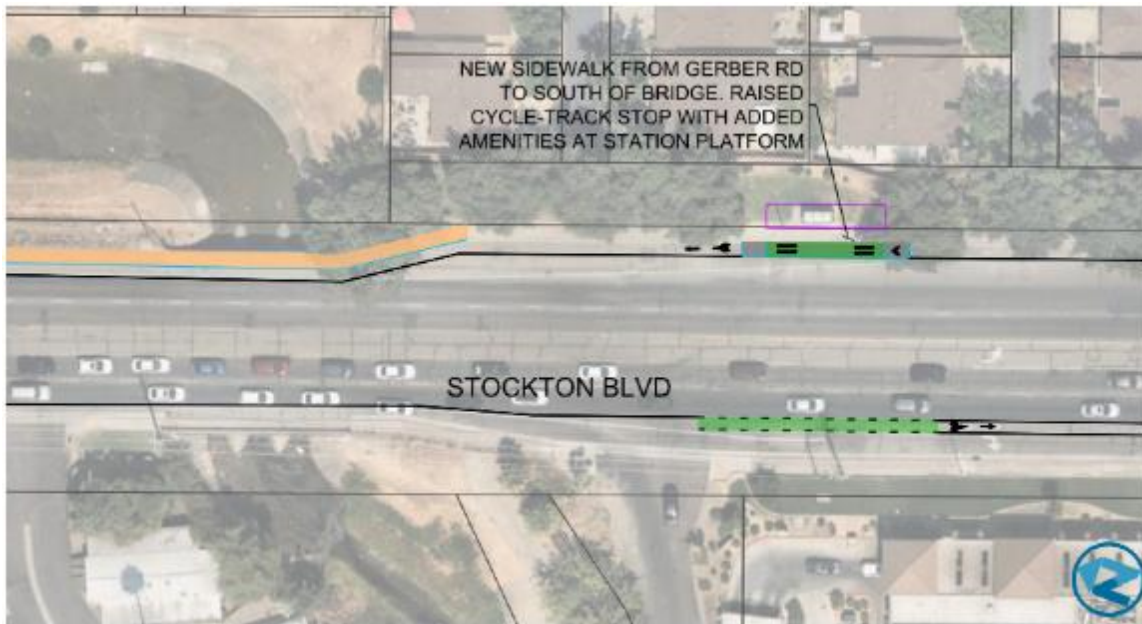 NEW SIDEWALK FROM GERBER RD
TO SOUTH OF BRIDGE. RAISED
CYCLE-TRACK STOP WITH ADDED
AMENITIES AT STATION PLATFORM
STOCKTON BLVD